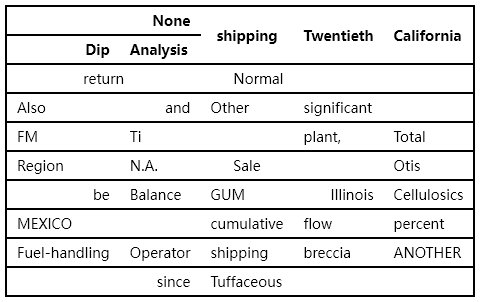 None shipping Twentieth California
Dip Analysis
return Normal
Also and Other significant
FM Ti plant, Total
Region N.A. Sale Otis
be Balance GUM Illinois Cellulosics
MEXICO cumulative flow percent
Fuel-handling Operator shipping breccia ANOTHER
since Tuffaceous